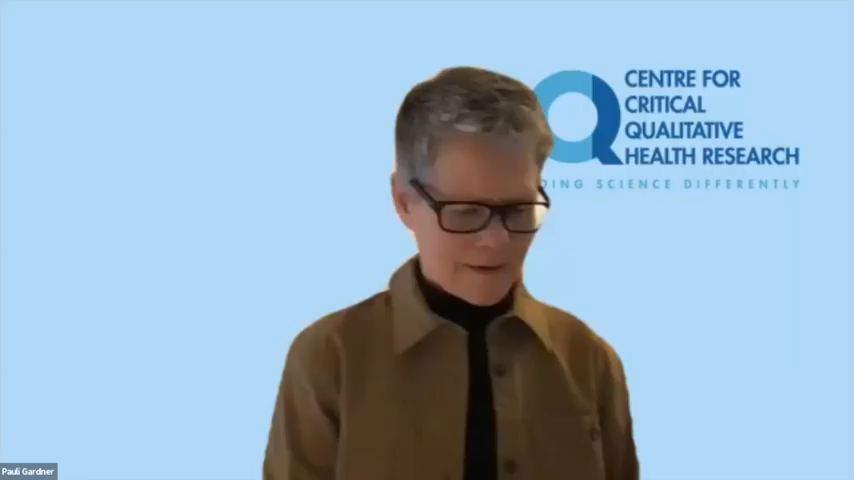 CENTRE FOR
CRITICAL
QUALITATIVE
HEALTH RESEARCH
SCIENCE DIFFERENTLY
Pauli Gardner